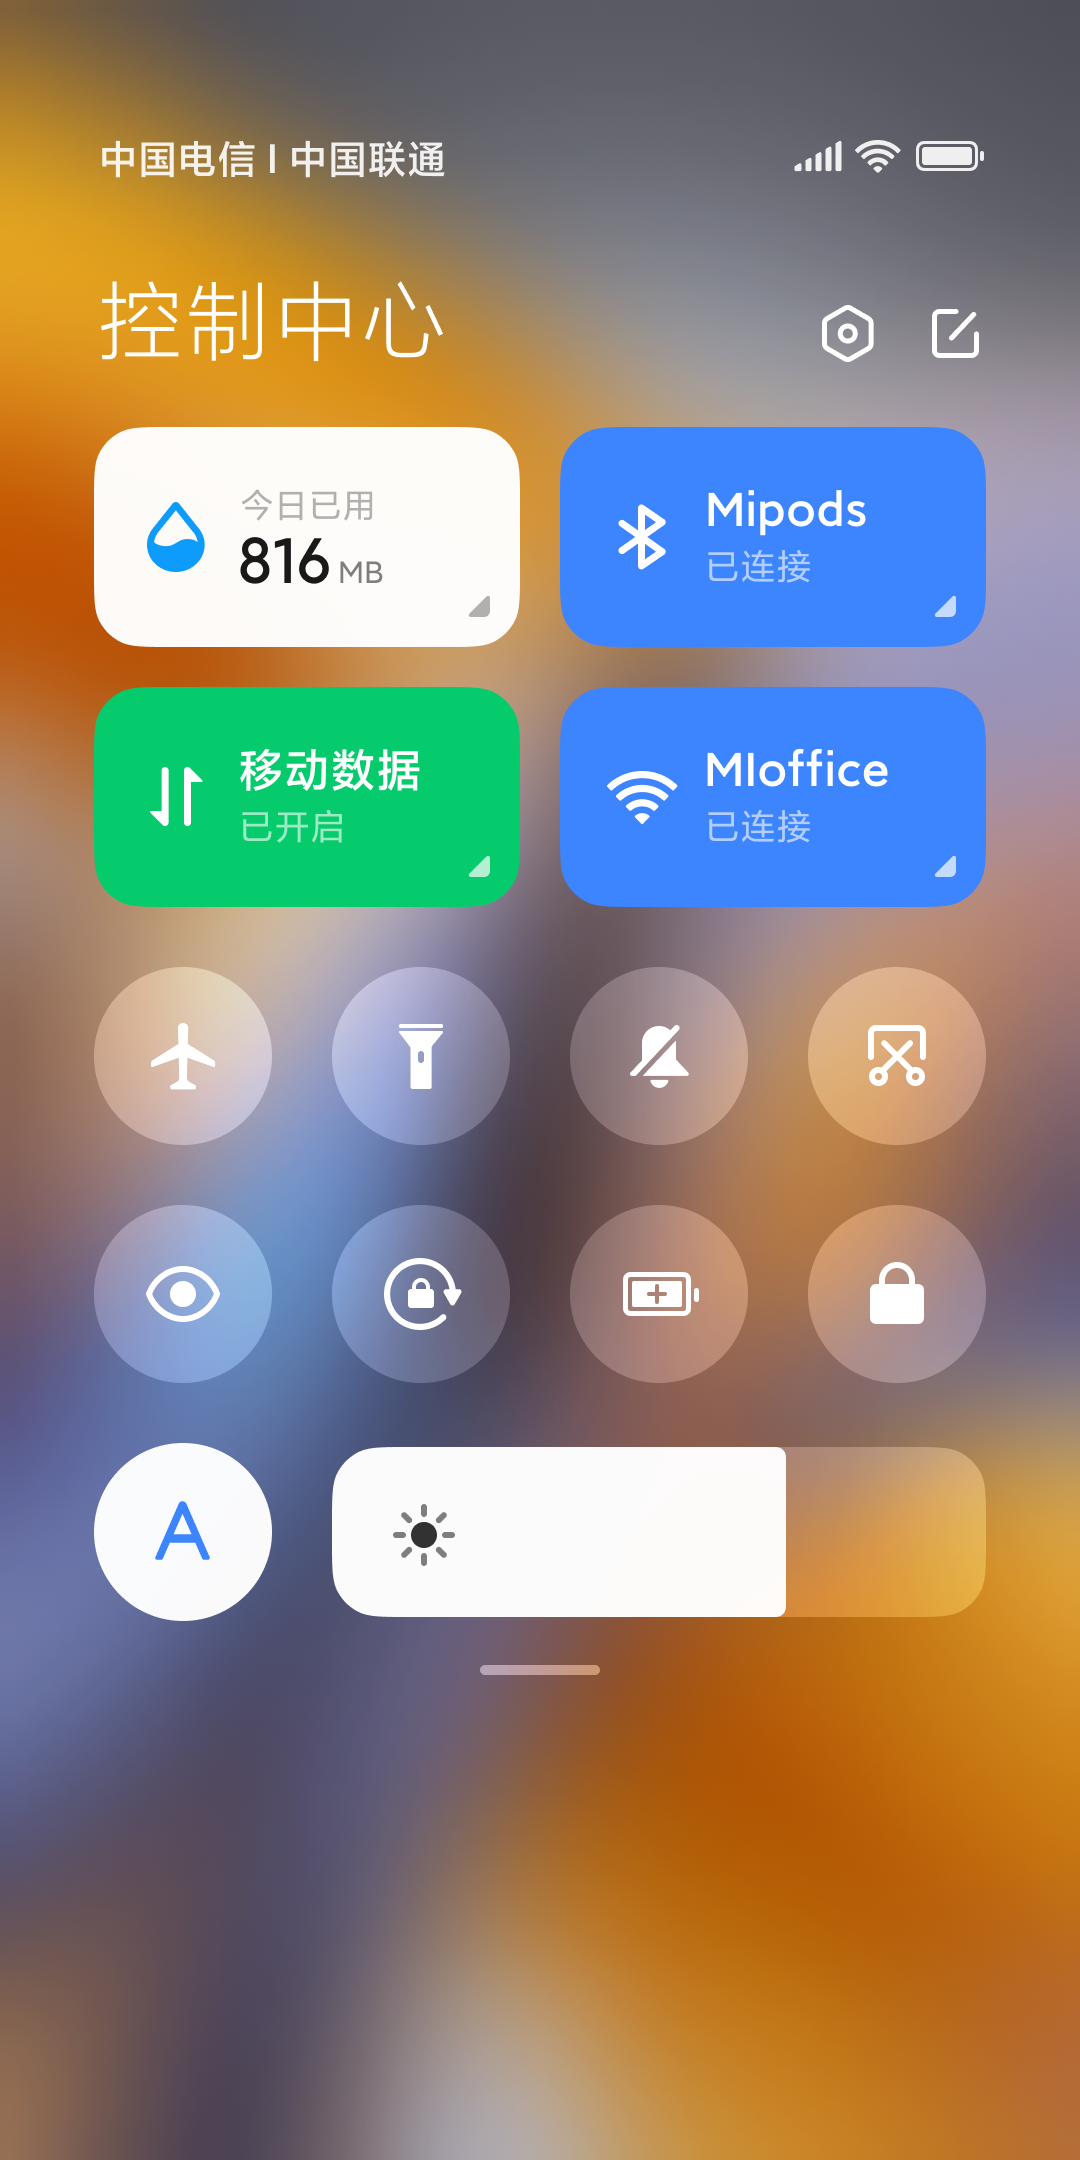 中国电信 | 中国联通
控制中心
今日已用
816 MB
Mipods
已连接
移动数据
已开启
MIoffice
已连接
A